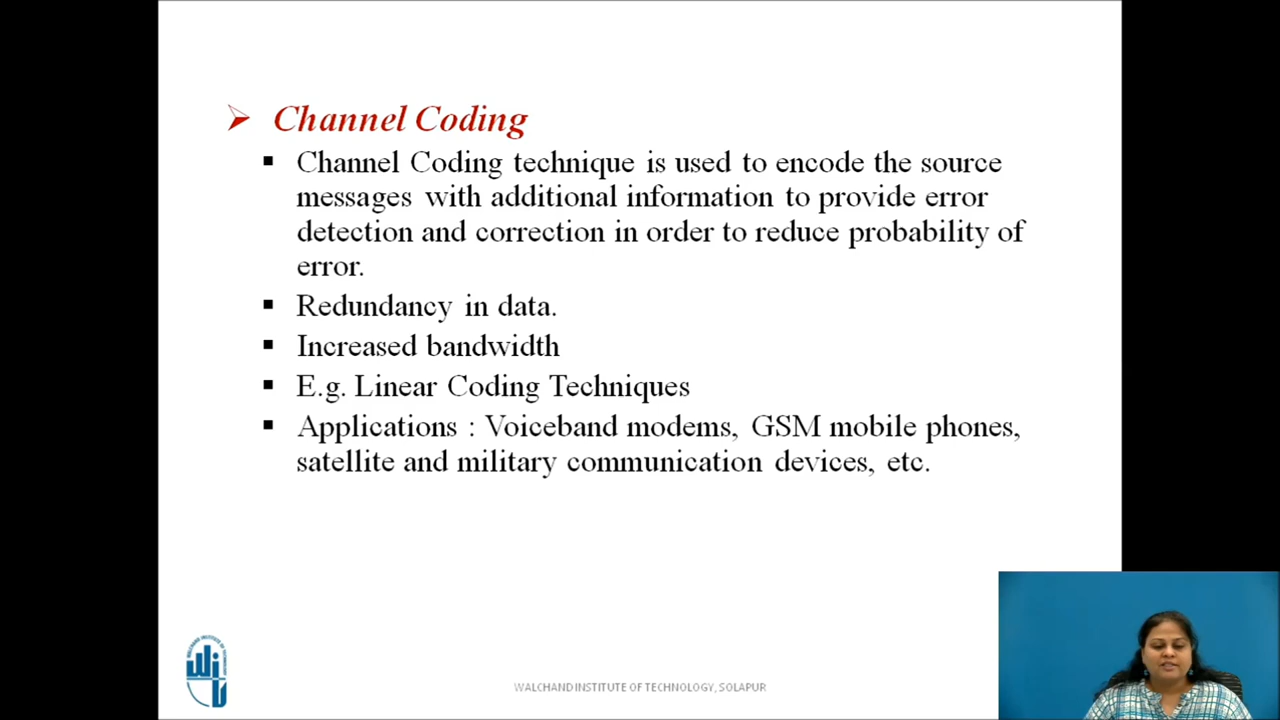 Channel Coding
Channel Coding technique is used to encode the source
messages with additional information to provide error
detection and correction in order to reduce probability of
error.
Redundancy in data.
Increased bandwidth
E.g. Linear Coding Techniques
Applications : Voiceband modems, GSM mobile phones,
satellite and military communication devices, etc.
WALCHAND INSTITUTE OF TECHNOLOGY, SOLAPUR